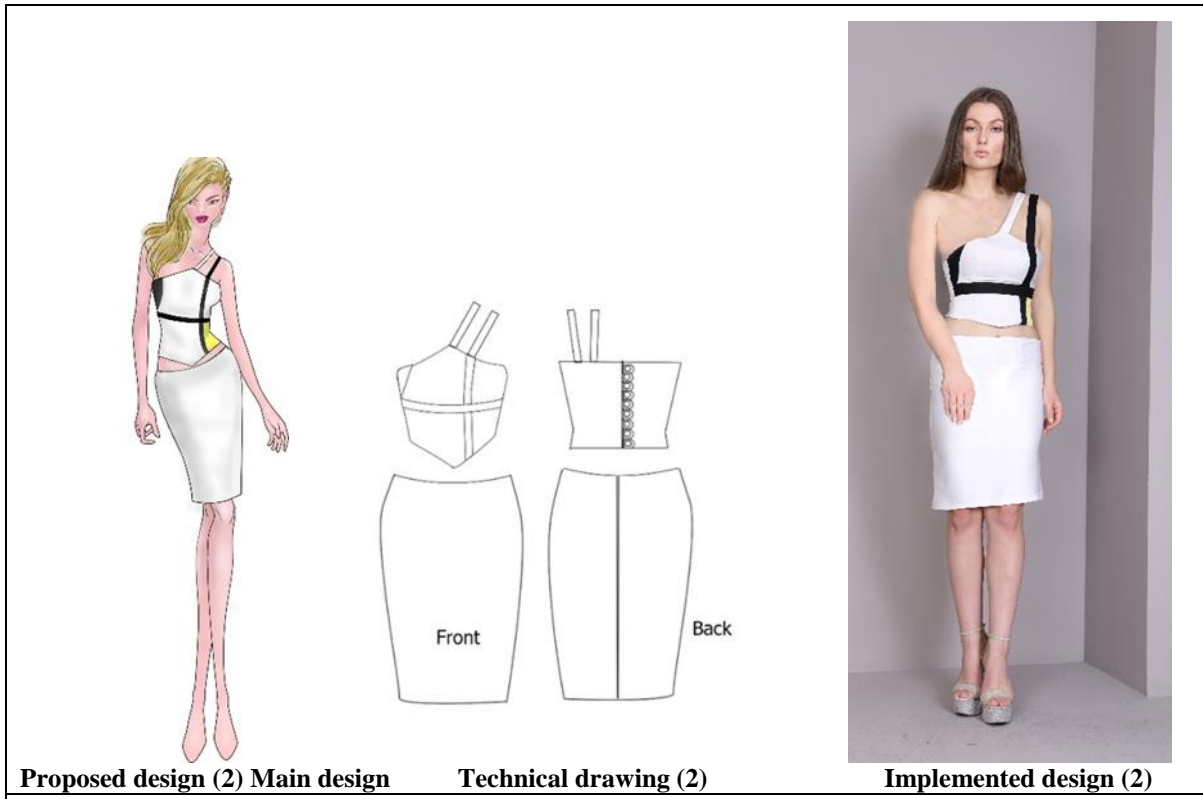 Front
Back
Proposed design (2) Main design
Technical drawing (2)
Implemented design (2)